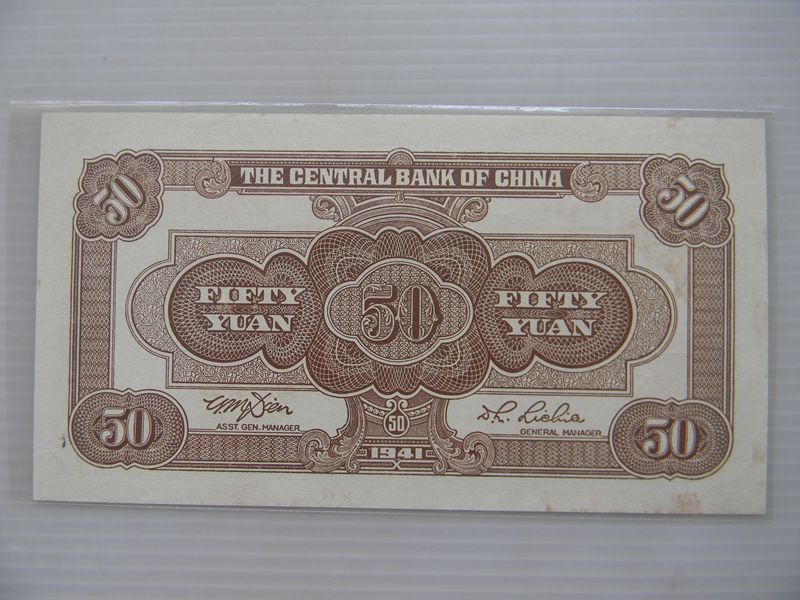 THE CENTRAL BANK OF CHINA
50
50
FIFTY
YUAN
50
FIFTY
YUAN
50
ASST. GEN. MANAGER
50
GENERAL MANAGER
50
1941